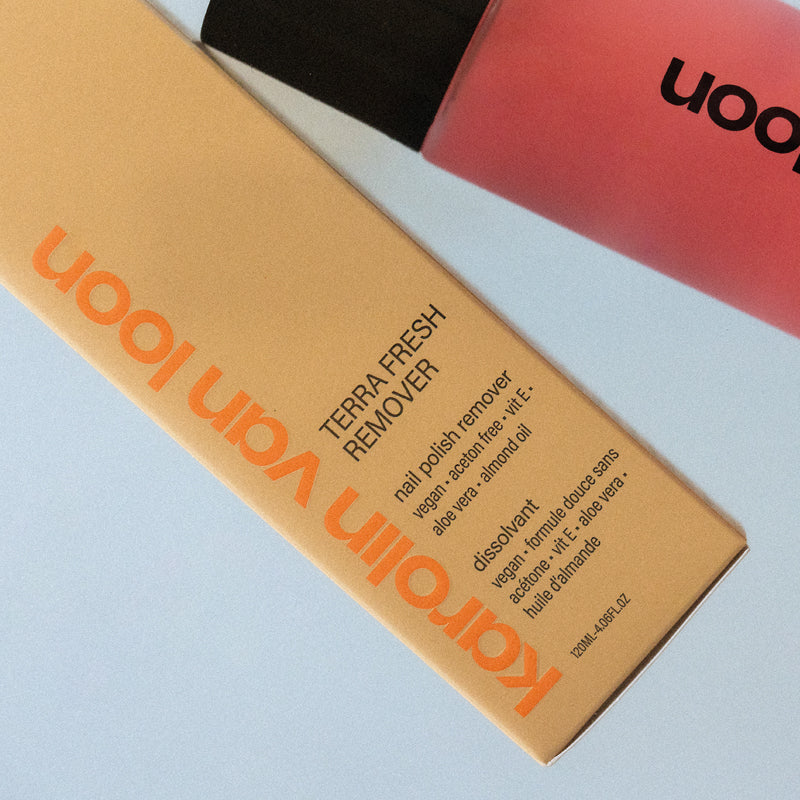 karolin van loon
TERRA FRESH
REMOVER
nail polish remover
vegan • aceton free • vit E •
aloe vera • almond oil
dissolvant
vegan • formule douce sans
acétone • vit E • aloe vera •
huile d'almande
120ML-4.06FL.OZ
loon